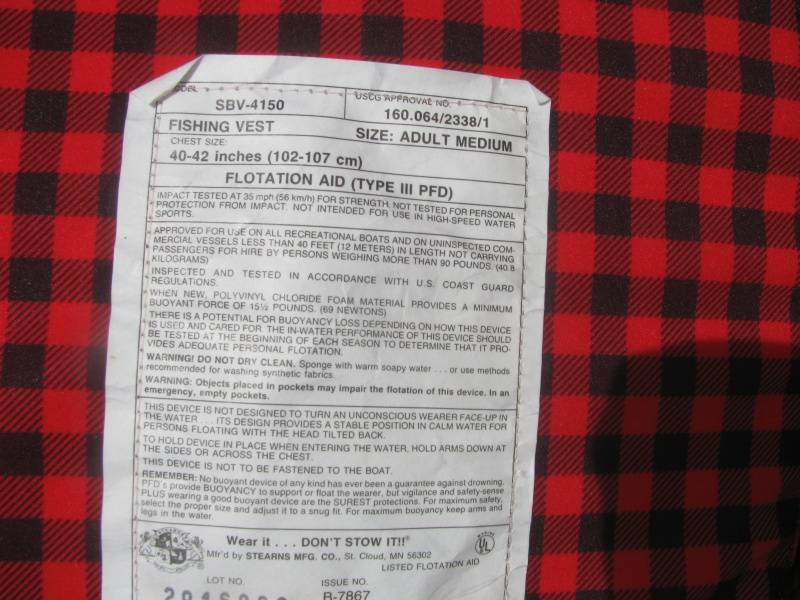 SBV-4150
USCG APPROVAL NO.
160.064/2338/1
FISHING VEST
SIZE: ADULT MEDIUM
CHEST SIZE:
40-42 inches (102-107 cm)
FLOTATION AID (TYPE III PFD)
IMPACT TESTED AT 35 mph (56 km/h) FOR STRENGTH. NOT TESTED FOR PERSONAL
PROTECTION FROM IMPACT. NOT INTENDED FOR USE IN HIGH-SPEED WATER
SPORTS.
APPROVED FOR USE ON ALL RECREATIONAL BOATS AND ON UNINSPECTED COM-
MERCIAL VESSELS LESS THAN 40 FEET (12 METERS) IN LENGTH NOT CARRYING
PASSENGERS FOR HIRE BY PERSONS WEIGHING MORE THAN 90 POUNDS. (40.8
KILOGRAMS)
INSPECTED AND TESTED IN ACCORDANCE WITH U.S. COAST GUARD
REGULATIONS.
WHEN NEW, POLYVINYL CHLORIDE FOAM MATERIAL PROVIDES A MINIMUM
BUOYANT FORCE OF 15½ POUNDS. (69 NEWTONS)
THERE IS A POTENTIAL FOR BUOYANCY LOSS DEPENDING ON HOW THIS DEVICE
IS USED AND CARED FOR. THE IN-WATER PERFORMANCE OF THIS DEVICE SHOULD
BE TESTED AT THE BEGINNING OF EACH SEASON TO DETERMINE THAT IT PRO-
VIDES ADEQUATE PERSONAL FLOTATION.
WARNING! DO NOT DRY CLEAN. Sponge with warm soapy water . . . or use methods
recommended for washing synthetic fabrics.
WARNING: Objects placed in pockets may impair the flotation of this device. In an
emergency, empty pockets.
THIS DEVICE IS NOT DESIGNED TO TURN AN UNCONSCIOUS WEARER FACE-UP IN
THE WATER . . . ITS DESIGN PROVIDES A STABLE POSITION IN CALM WATER FOR
PERSONS FLOATING WITH THE HEAD TILTED BACK.
TO HOLD DEVICE IN PLACE WHEN ENTERING THE WATER, HOLD ARMS DOWN AT
THE SIDES OR ACROSS THE CHEST.
THIS DEVICE IS NOT TO BE FASTENED TO THE BOAT.
REMEMBER: No buoyant device of any kind has ever been a guarantee against drowning.
PFD's provide BUOYANCY to support or float the wearer, but vigilance and safety-sense
PLUS wearing a good buoyant device are the SUREST protections. For maximum safety,
select the proper size and adjust it to a snug fit. For maximum buoyancy keep arms and
legs in the water.
Wear it . . . DON'T STOW IT!!®
Mfr'd by STEARNS MFG. CO., St. Cloud, MN 56302
UL
LISTED FLOTATION AID
LOT NO.
ISSUE NO.
R-7867